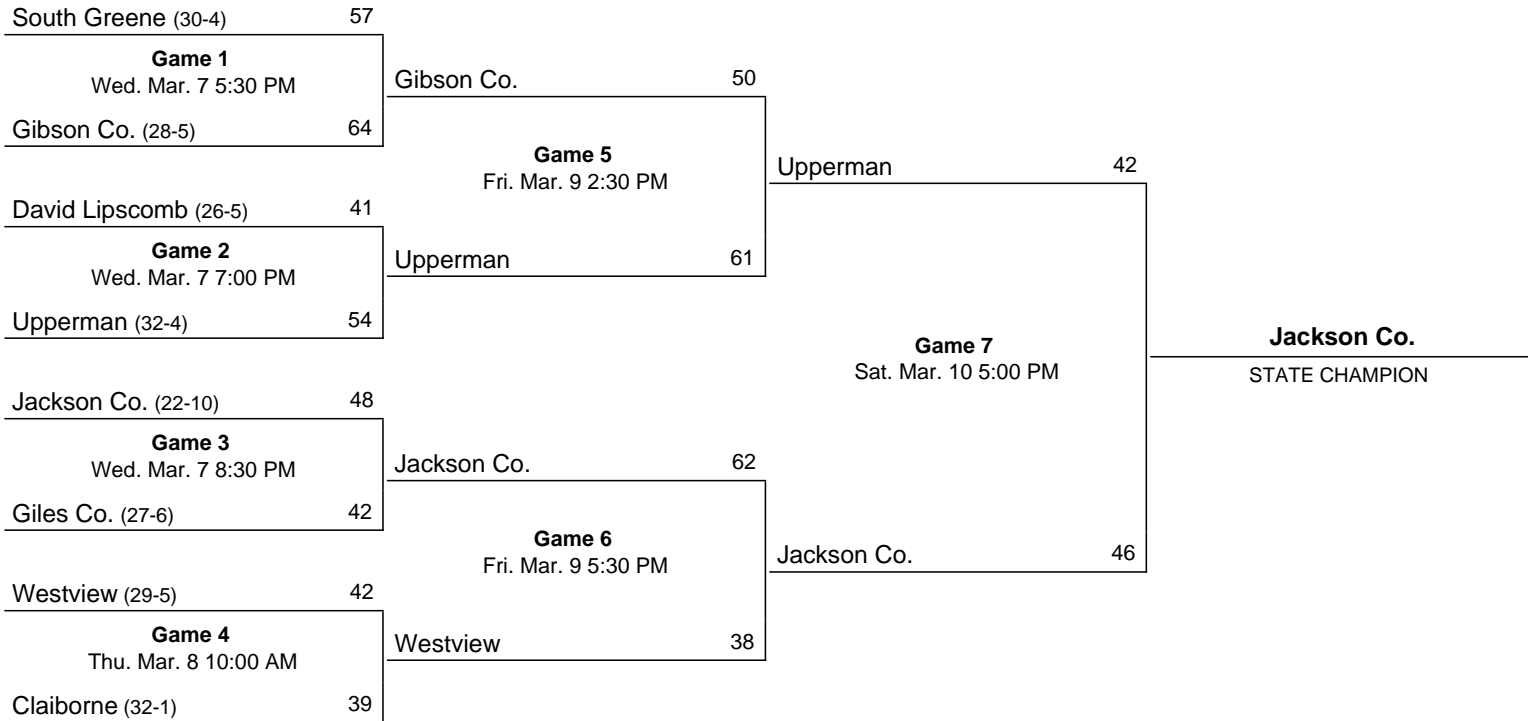 South Greene (30-4) 57
Game 1
Wed. Mar. 7 5:30 PM
Gibson Co. (28-5) 64
David Lipscomb (26-5) 41
Game 2
Wed. Mar. 7 7:00 PM
Upperman (32-4) 54
Jackson Co. (22-10) 48
Game 3
Wed. Mar. 7 8:30 PM
Giles Co. (27-6) 42
Westview (29-5) 42
Game 4
Thu. Mar. 8 10:00 AM
Claiborne (32-1) 39
Gibson Co. 50
Game 5
Fri. Mar. 9 2:30 PM
Upperman 61
Jackson Co. 62
Game 6
Fri. Mar. 9 5:30 PM
Westview 38
Upperman 42
Game 7
Sat. Mar. 10 5:00 PM
Jackson Co. 46
Jackson Co.
STATE CHAMPION